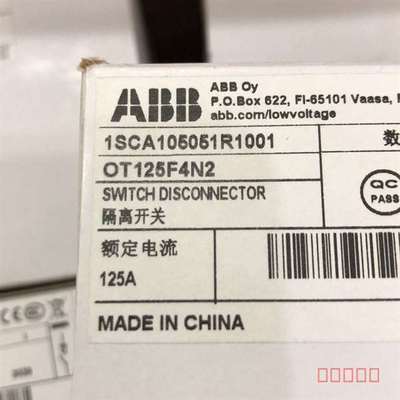 ABB
ABB Oy
P.O.Box 622, FI-65101 Vaasa,
abb.com/lowvoltage
1SCA105051R1001
OT125F4N2
SWITCH DISCONNECTOR
隔离开关
额定电流
125A
MADE IN CHINA
数
QC
PASS
CE